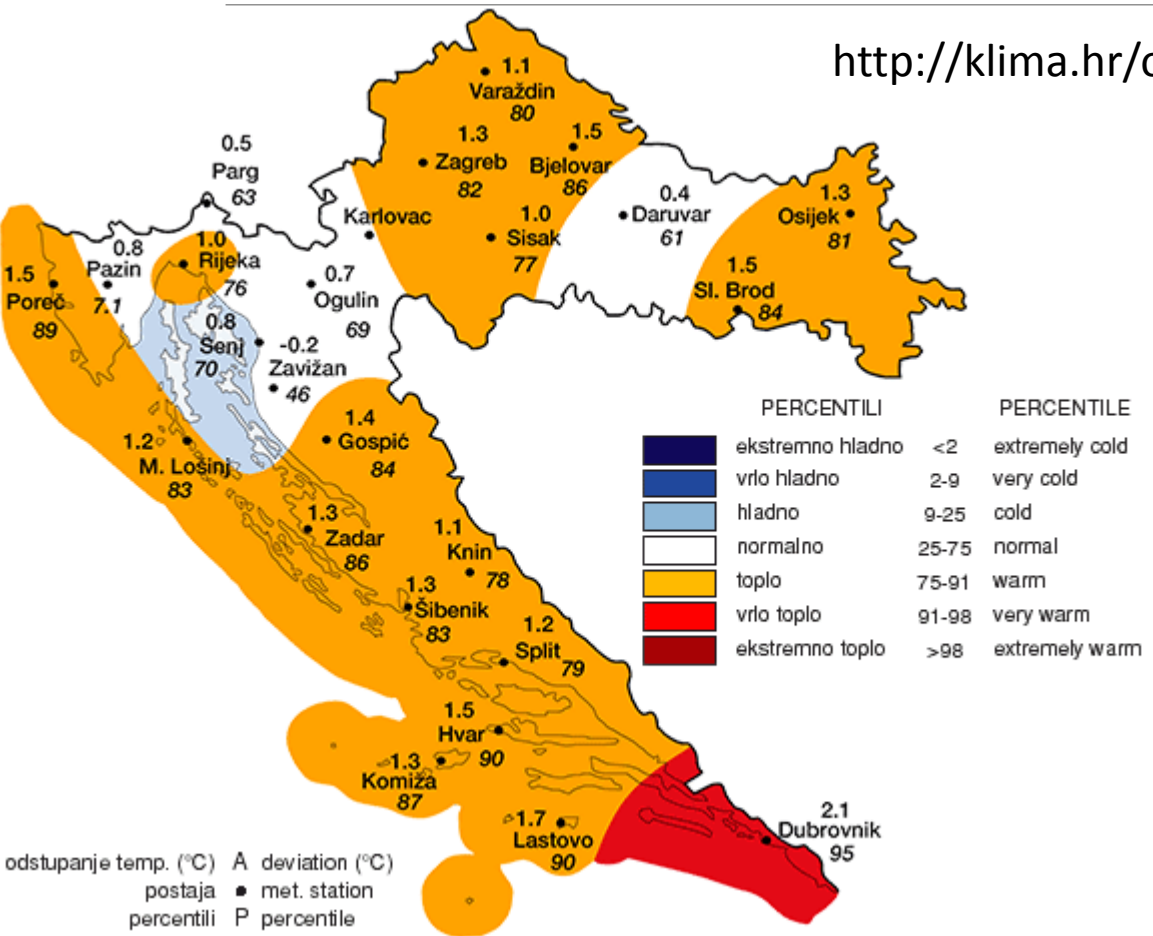 http://klima.hr/
1.1
Varaždin
80
1.3
Zagreb
82
1.5
Bjelovar
86
0.5
Parg
63
Karlovac
1.0
Sisak
77
0.4
Daruvar
61
1.3
Osijek
81
1.5
Sl. Brod
84
1.5
Poreč
89
0.8
Pazin
7.1
1.0
Rijeka
76
0.7
Ogulin
69
0.8
Senj
70
-0.2
Zavižan
46
1.4
Gospić
84
1.2
M. Lošinj
83
1.3
Zadar
86
1.1
Knin
78
1.3
Šibenik
83
1.2
Split
79
1.5
Hvar
90
1.3
Komiža
87
1.7
Lastovo
90
2.1
Dubrovnik
95
PERCENTILI PERCENTILE
ekstremno hladno <2 extremely cold
vrlo hladno 2-9 very cold
hladno 9-25 cold
normalno 25-75 normal
toplo 75-91 warm
vrlo toplo 91-98 very warm
ekstremno toplo >98 extremely warm
odstupanje temp. (°C) A deviation (°C)
postaja ● met. station
percentili P percentile